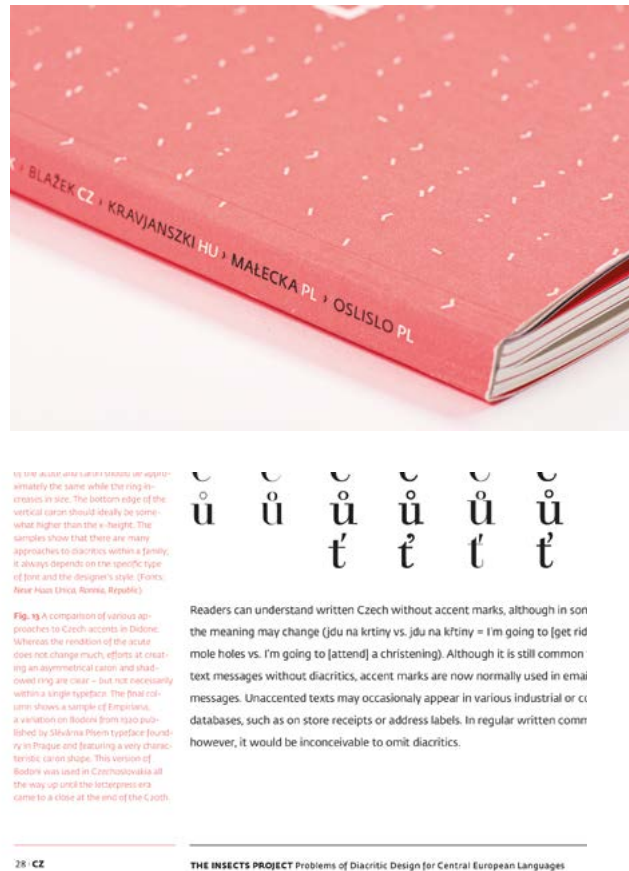 › BLAŽEK CZ › KRAVJANSZKI HU › MAŁECKA PL › OSLISLO PL
of the acute and caron should be appro-
ximately the same while the ring in-
creases in size. The bottom edge of the
vertical caron should ideally be some-
what higher than the x-height. The
samples show that there are many
approaches to diacritics within a family;
it always depends on the specific type
of font and the designer's style. (Fonts:
Neue Haas Unica, Ronnia, Republic).
Fig. 13 A comparison of various ap-
proaches to Czech accents in Didone.
Whereas the rendition of the acute
does not change much, efforts at creat-
ing an asymmetrical caron and shad-
owed ring are clear – but not necessarily
within a single typeface. The final col-
umn shows a sample of Empiriana,
a variation on Bodoni from 1920 pub-
lished by Slévárna Písem typeface found-
ry in Prague and featuring a very charac-
teristic caron shape. This version of
Bodoni was used in Czechoslovakia all
the way up until the letterpress era
came to a close at the end of the C20th.
ů ů ů ů ů ů
ť ť ť ť
Readers can understand written Czech without accent marks, although in
the meaning may change (jdu na krtiny vs. jdu na křtiny = I'm going to [get rid
mole holes vs. I'm going to [attend] a christening). Although it is still common
text messages without diacritics, accent marks are now normally used in emai
messages. Unaccented texts may occasionaly appear in various industrial or
databases, such as on store receipts or address labels. In regular written comm
however, it would be inconceivable to omit diacritics.
28 · CZ
THE INSECTS PROJECT Problems of Diacritic Design for Central European Languages